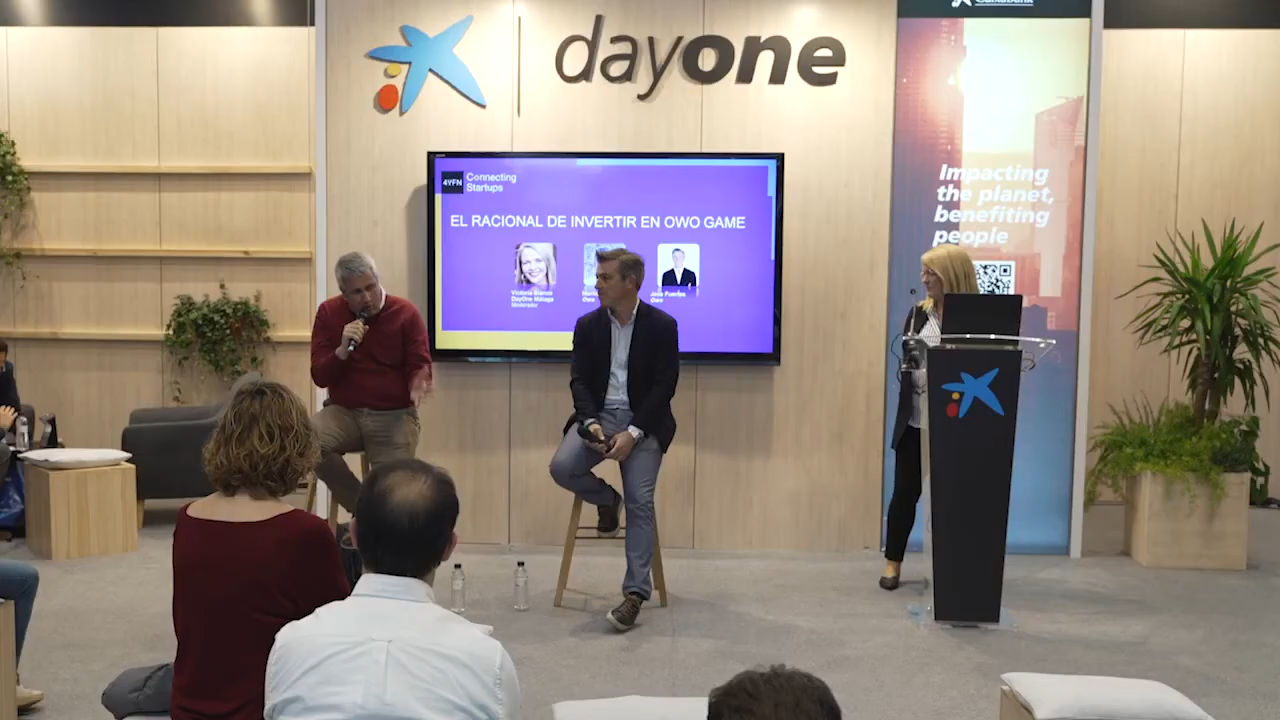 dayone
4YFN
Connecting
Startups
EL RACIONAL DE INVERTIR EN OWO GAME
Victoria
DayOne Málaga
Moderador
Owo
Owo
Impacting
the planet,
benefiting
people